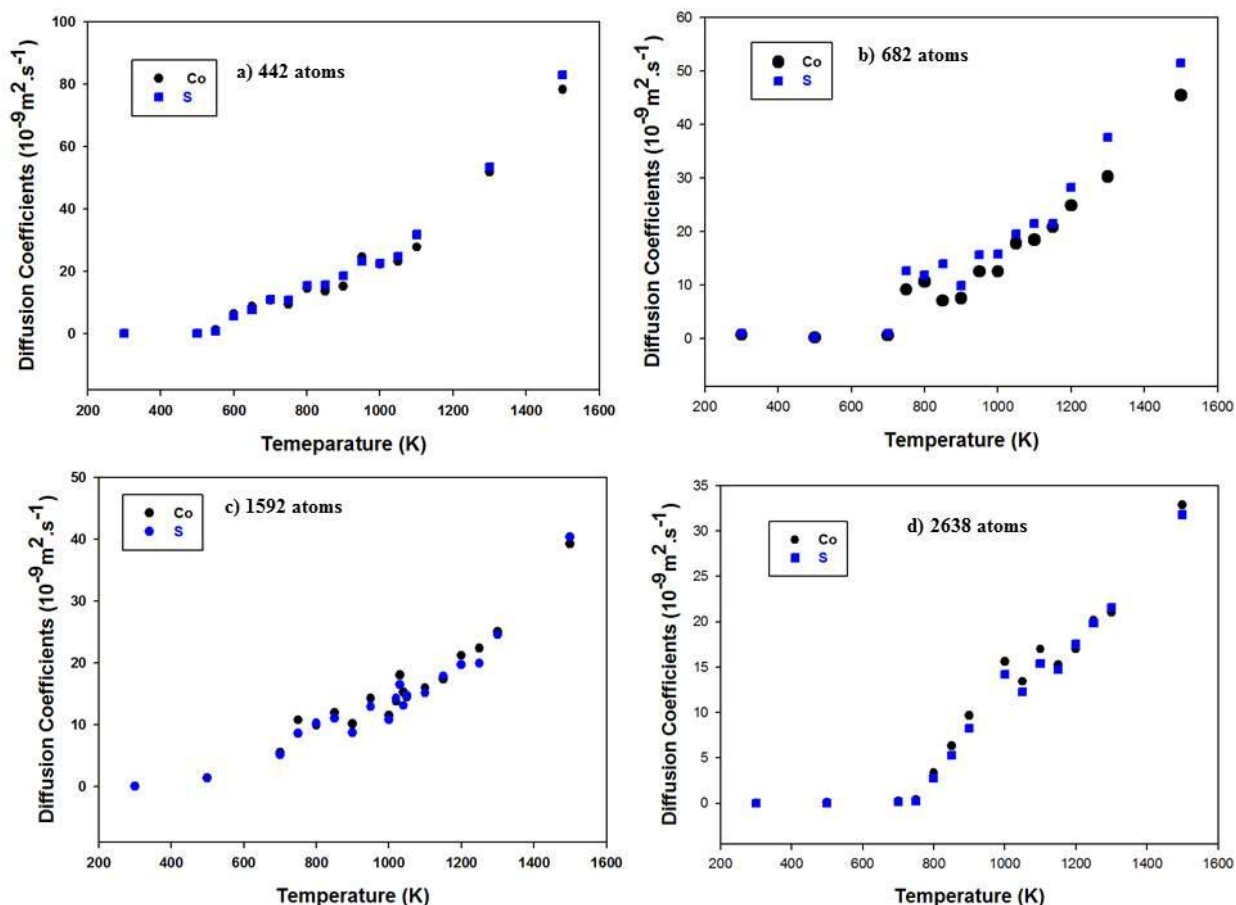 Diffusion Coefficients (10⁻⁹m².s⁻¹)
100
80
60
40
20
0
Co
S
a) 442 atoms
200 400 600 800 1000 1200 1400 1600
Temeparature (K)
Diffusion Coefficients (10⁻⁹m².s⁻¹)
60
50
40
30
20
10
0
Co
S
b) 682 atoms
200 400 600 800 1000 1200 1400 1600
Temperature (K)
Diffusion Coefficients (10⁻⁹m².s⁻¹)
50
40
30
20
10
0
Co
S
c) 1592 atoms
200 400 600 800 1000 1200 1400 1600
Temperature (K)
Diffusion Coefficients (10⁻⁹m².s⁻¹)
35
30
25
20
15
10
5
0
Co
S
d) 2638 atoms
200 400 600 800 1000 1200 1400 1600
Temperature (K)